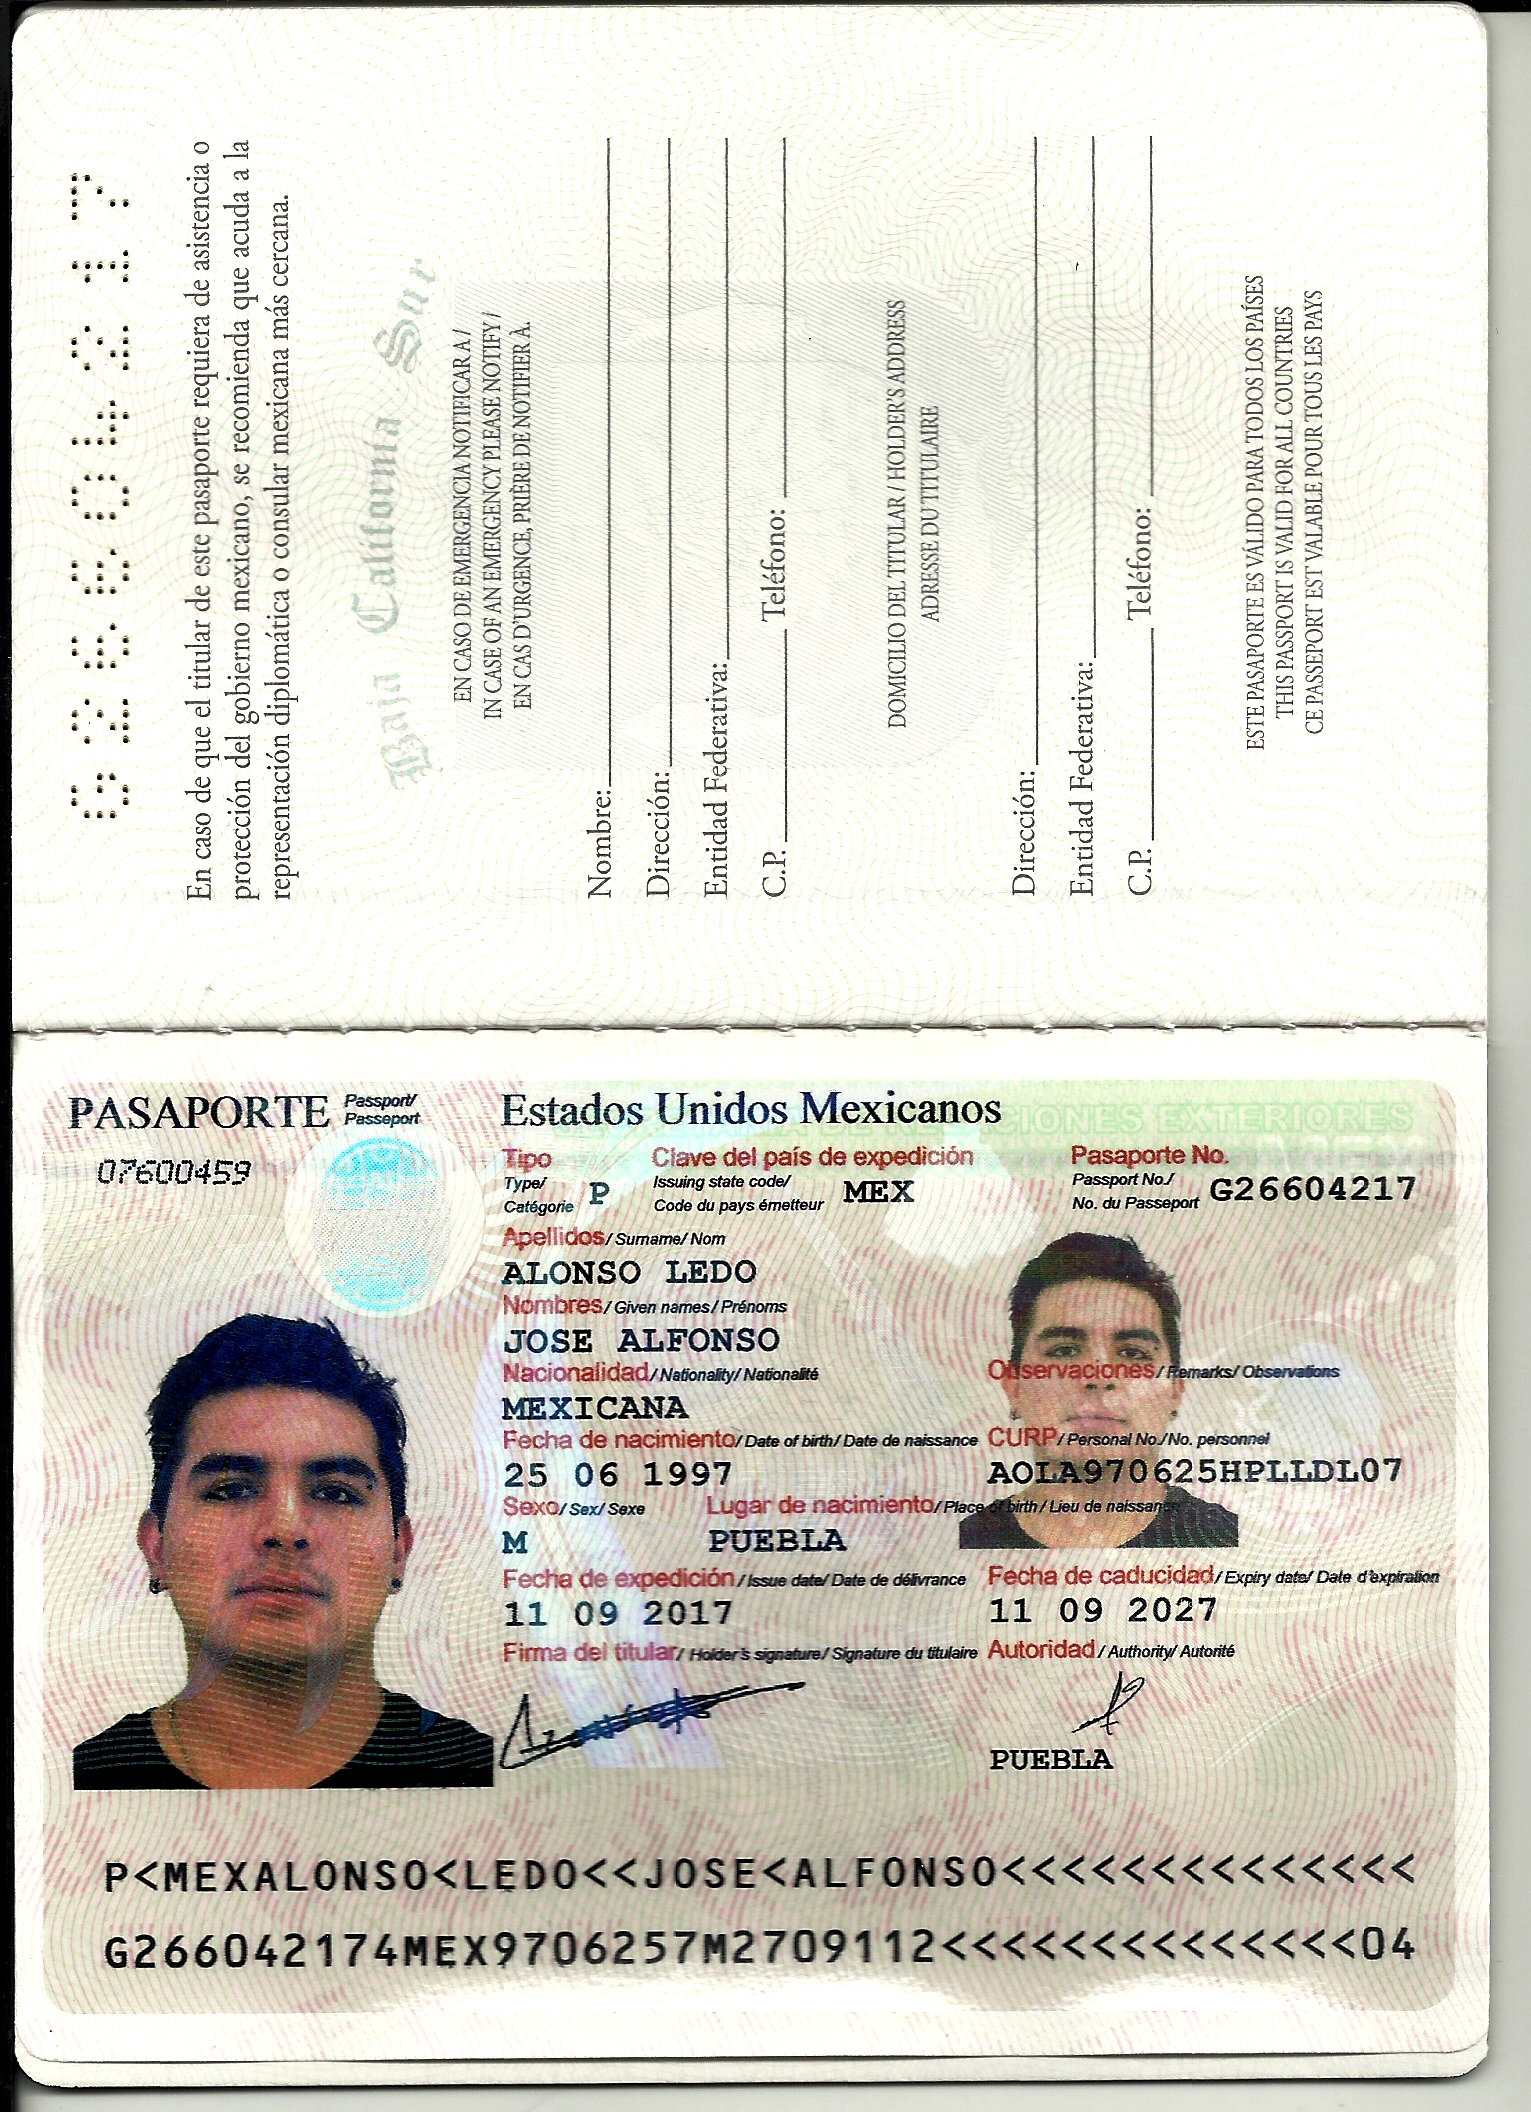 G26604217
En caso de que el titular de este pasaporte requiera de asistencia o
protección del gobierno mexicano, se recomienda que acuda a la
representación diplomática o consular mexicana más cercana.
Baja California Sur
EN CASO DE EMERGENCIA NOTIFICAR A /
IN CASE OF AN EMERGENCY PLEASE NOTIFY /
EN CAS D'URGENCE, PRIÈRE DE NOTIFIER À.
Nombre:
Dirección:
Entidad Federativa:
C.P. Teléfono:
DOMICILIO DEL TITULAR / HOLDER'S ADDRESS
ADRESSE DU TITULAIRE
Dirección:
Entidad Federativa:
C.P. Teléfono:
ESTE PASAPORTE ES VÁLIDO PARA TODOS LOS PAÍSES
THIS PASSPORT IS VALID FOR ALL COUNTRIES
CE PASSEPORT EST VALABLE POUR TOUS LES PAYS
PASAPORTE Passport/ Passeport
Estados Unidos Mexicanos
EXTERIORES
07600459
Tipo Clave del país de expedición Pasaporte No.
Type/ Issuing state code/ Passport No./
Catégorie P Code du pays émetteur MEX No. du Passeport G26604217
Apellidos/ Surname/ Nom
ALONSO LEDO
Nombres/ Given names/ Prénoms
JOSE ALFONSO
Nacionalidad/ Nationality/ Nationalité Observaciones/ Remarks/ Observations
MEXICANA
Fecha de nacimiento/ Date of birth/ Date de naissance CURP/ Personal No./No. personnel
25 06 1997 AOLA970625HPLLDL07
Sexo/ Sex/ Sexe Lugar de nacimiento/ Place of birth/ Lieu de naissance
M PUEBLA
Fecha de expedición/ Issue date/ Date de délivrance Fecha de caducidad/ Expiry date/ Date d'expiration
11 09 2017 11 09 2027
Firma del titular/ Holder's signature/ Signature du titulaire Autoridad/ Authority/ Autorité
PUEBLA
P<MEXALONSO<LEDO<<JOSE<ALFONSO<<<<<<<<<<<<<<
G266042174MEX9706257M2709112<<<<<<<<<<<<<<04